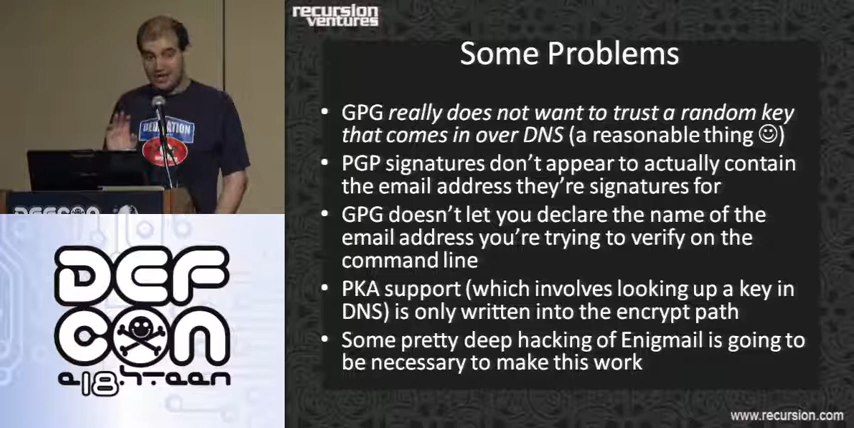 recursion
ventures
Some Problems
• GPG really does not want to trust a random key
that comes in over DNS (a reasonable thing ☺)
• PGP signatures don't appear to actually contain
the email address they're signatures for
• GPG doesn't let you declare the name of the
email address you're trying to verify on the
command line
• PKA support (which involves looking up a key in
DNS) is only written into the encrypt path
• Some pretty deep hacking of Enigmail is going to
be necessary to make this work
www.recursion.com
DEFCON
DEF
CON
e18hteen